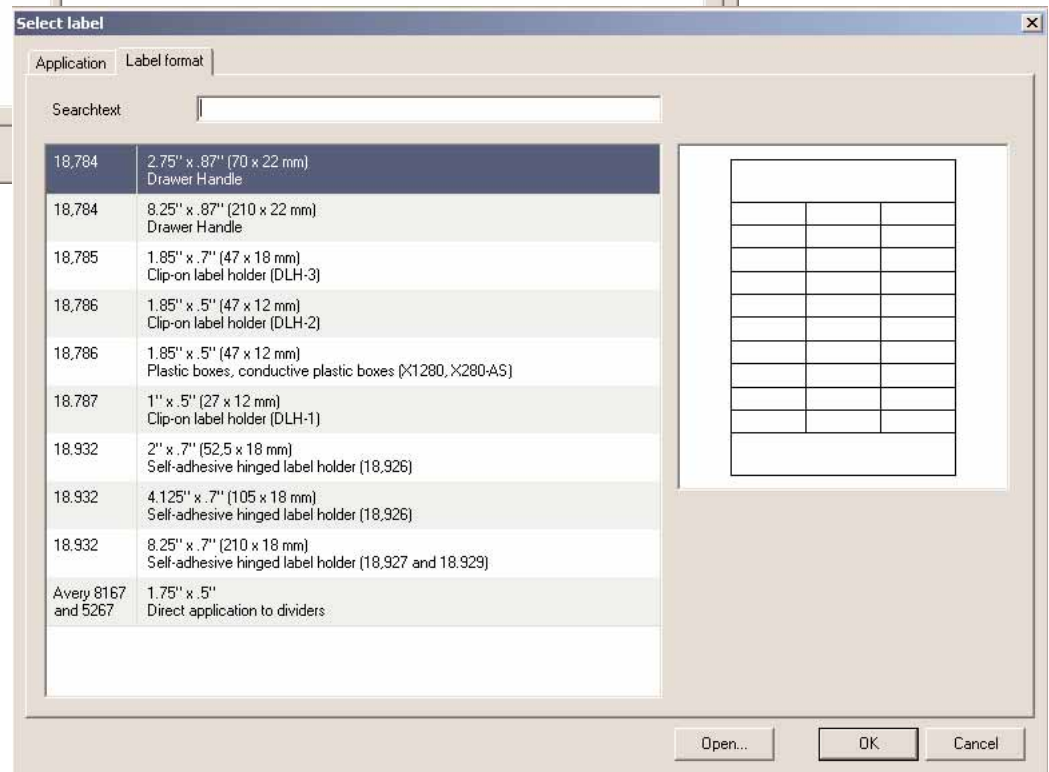 Select label
Application Label format
Searchtext
18,784 2.75" x .87" (70 x 22 mm)
Drawer Handle
18,784 8.25" x .87" (210 x 22 mm)
Drawer Handle
18,785 1.85" x .7" (47 x 18 mm)
Clip-on label holder (DLH-3)
18,786 1.85" x .5" (47 x 12 mm)
Clip-on label holder (DLH-2)
18,786 1.85" x .5" (47 x 12 mm)
Plastic boxes, conductive plastic boxes (X1280, X280-AS)
18.787 1" x .5" (27 x 12 mm)
Clip-on label holder (DLH-1)
18.932 2" x .7" (52,5 x 18 mm)
Self-adhesive hinged label holder (18,926)
18.932 4.125" x .7" (105 x 18 mm)
Self-adhesive hinged label holder (18,926)
18.932 8.25" x .7" (210 x 18 mm)
Self-adhesive hinged label holder (18,927 and 18.929)
Avery 8167 1.75" x .5"
and 5267 Direct application to dividers
Open... OK Cancel